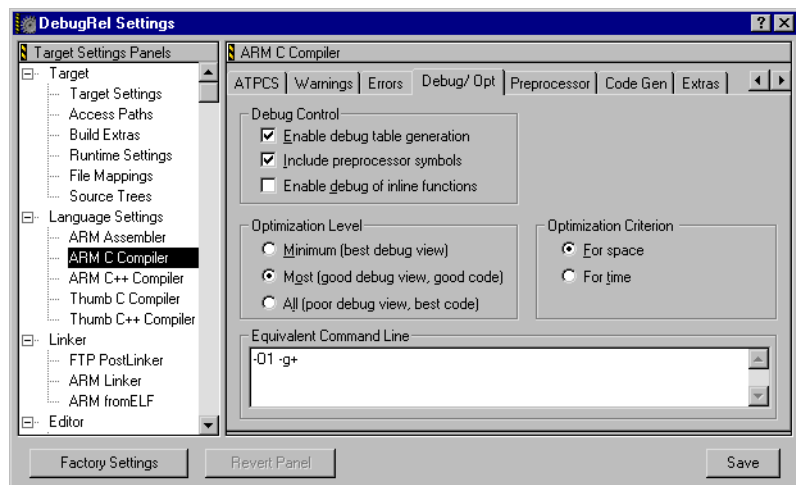 DebugRel Settings
Target Settings Panels
Target
Target Settings
Access Paths
Build Extras
Runtime Settings
File Mappings
Source Trees
Language Settings
ARM Assembler
ARM C Compiler
ARM C++ Compiler
Thumb C Compiler
Thumb C++ Compiler
Linker
FTP PostLinker
ARM Linker
ARM fromELF
Editor
ARM C Compiler
ATPCS Warnings Errors Debug/ Opt Preprocessor Code Gen Extras
Debug Control
Enable debug table generation
Include preprocessor symbols
Enable debug of inline functions
Optimization Level
Minimum (best debug view)
Most (good debug view, good code)
All (poor debug view, best code)
Optimization Criterion
For space
For time
Equivalent Command Line
-O1 -g+
Factory Settings Revert Panel Save